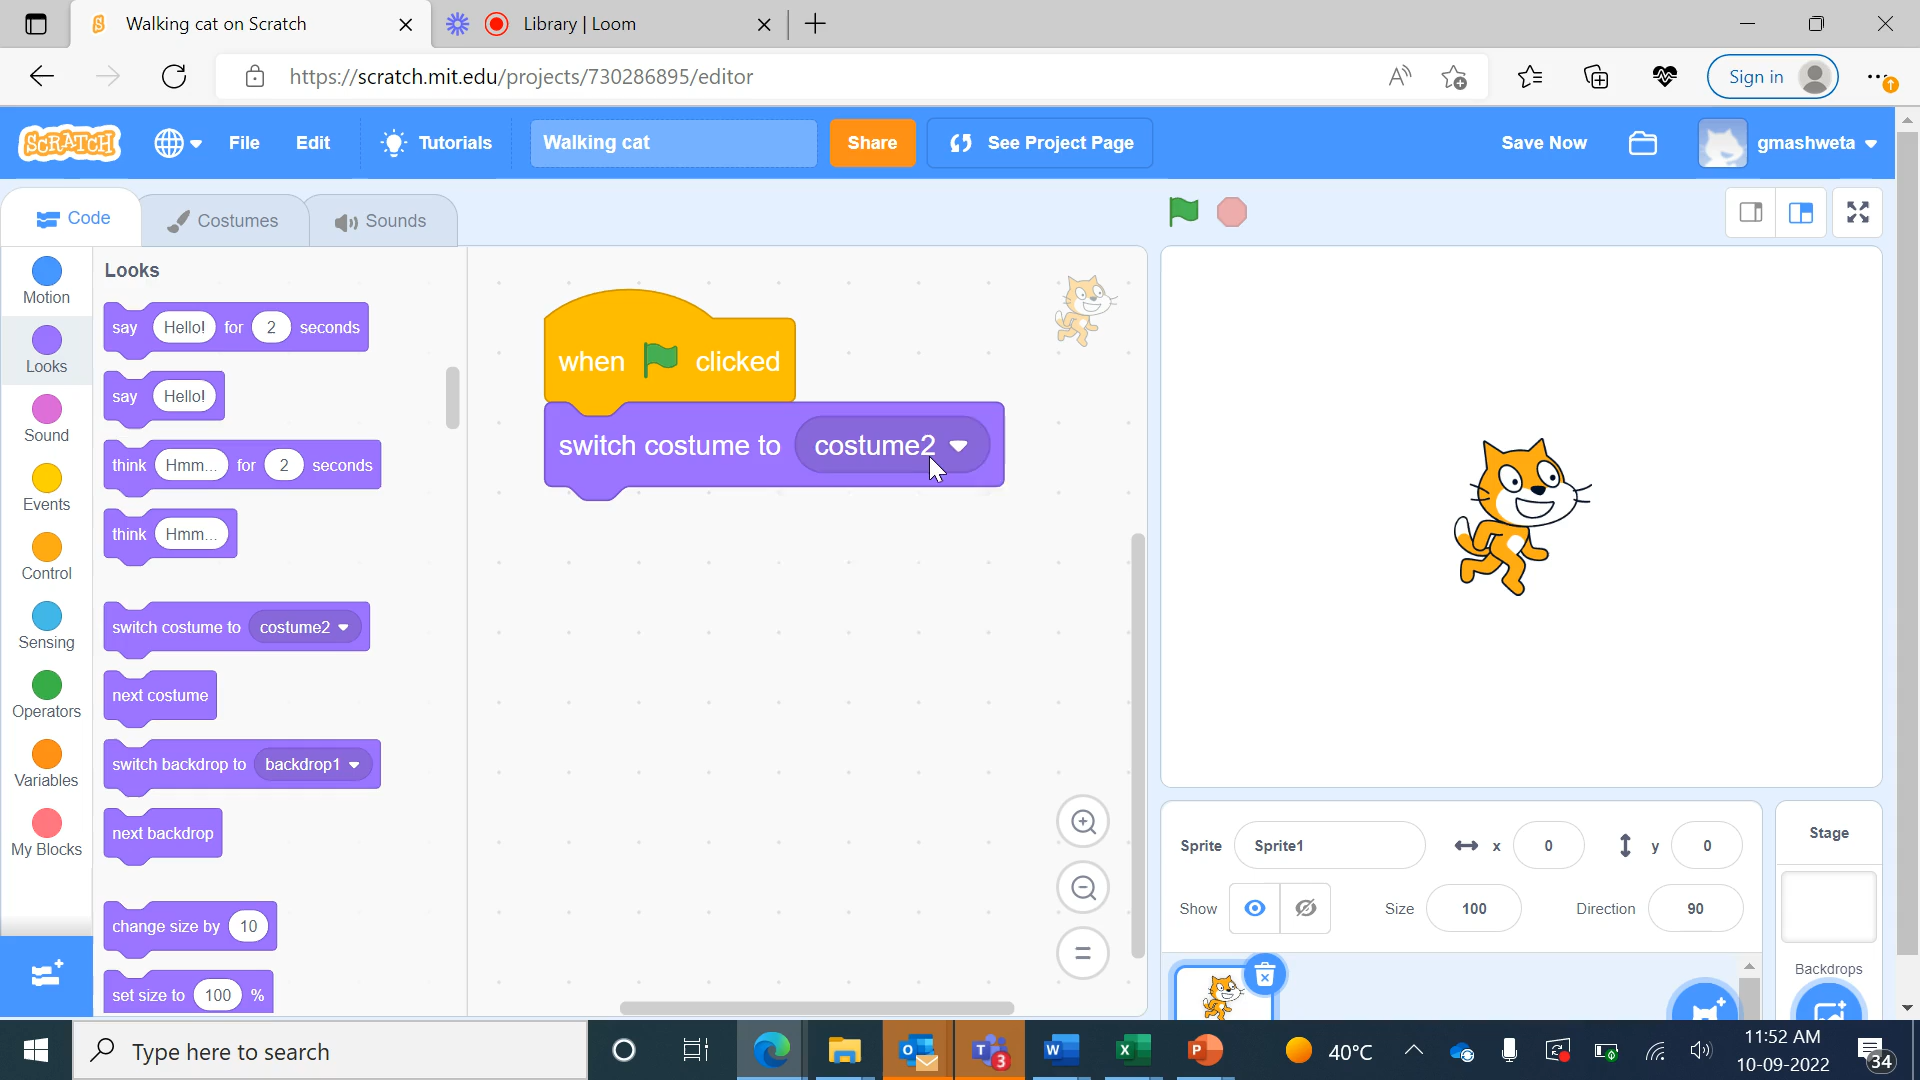 Walking cat on Scratch
Library | Loom
https://scratch.mit.edu/projects/730286895/editor
Sign in
SCRATCH
File
Edit
Tutorials
Walking cat
Share
See Project Page
Save Now
gmashweta
Code
Costumes
Sounds
Motion
Looks
Sound
Events
Control
Sensing
Operators
Variables
My Blocks
Looks
say Hello! for 2 seconds
say Hello!
think Hmm... for 2 seconds
think Hmm...
switch costume to costume2
next costume
switch backdrop to backdrop1
next backdrop
change size by 10
set size to 100 %
when clicked
switch costume to costume2
Sprite Sprite1 x 0 y 0
Show Size 100 Direction 90
Stage
Backdrops
Type here to search
3
40°C
11:52 AM
10-09-2022
34